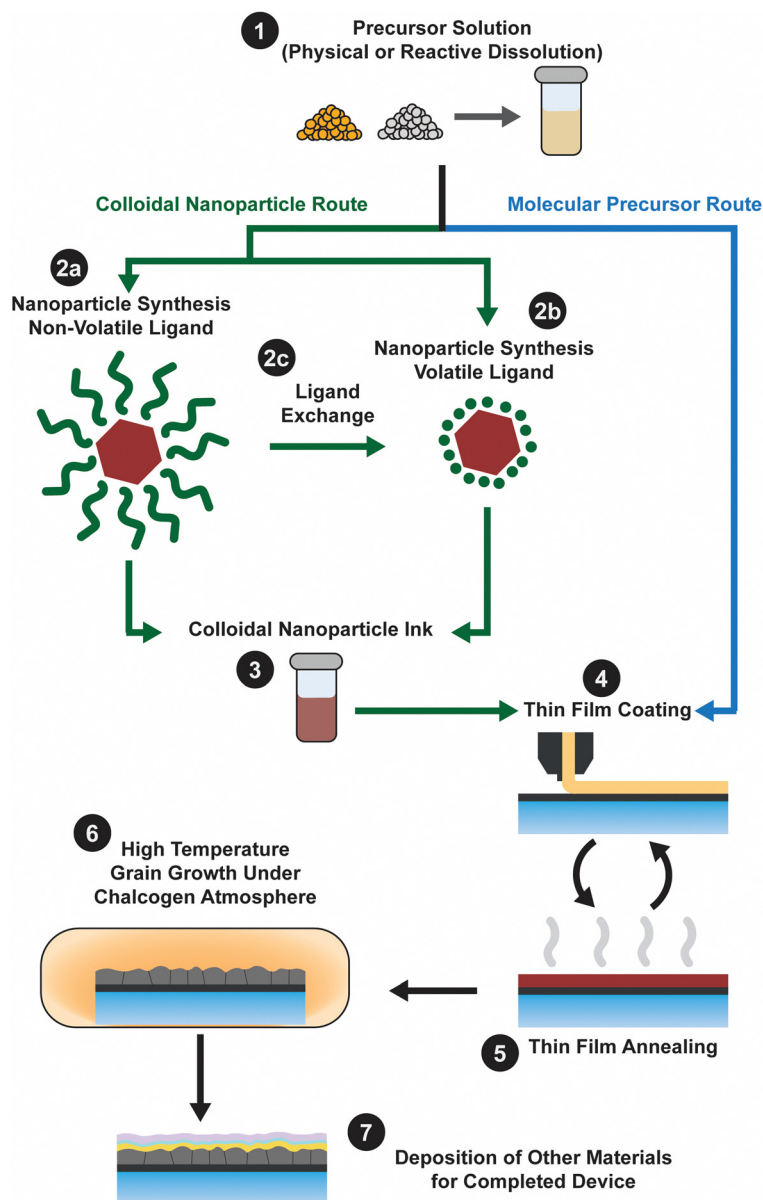 1
Precursor Solution
(Physical or Reactive Dissolution)
Colloidal Nanoparticle Route
Molecular Precursor Route
2a
Nanoparticle Synthesis
Non-Volatile Ligand
2b
Nanoparticle Synthesis
Volatile Ligand
2c
Ligand
Exchange
Colloidal Nanoparticle Ink
3
4
Thin Film Coating
6
High Temperature
Grain Growth Under
Chalcogen Atmosphere
5
Thin Film Annealing
7
Deposition of Other Materials
for Completed Device